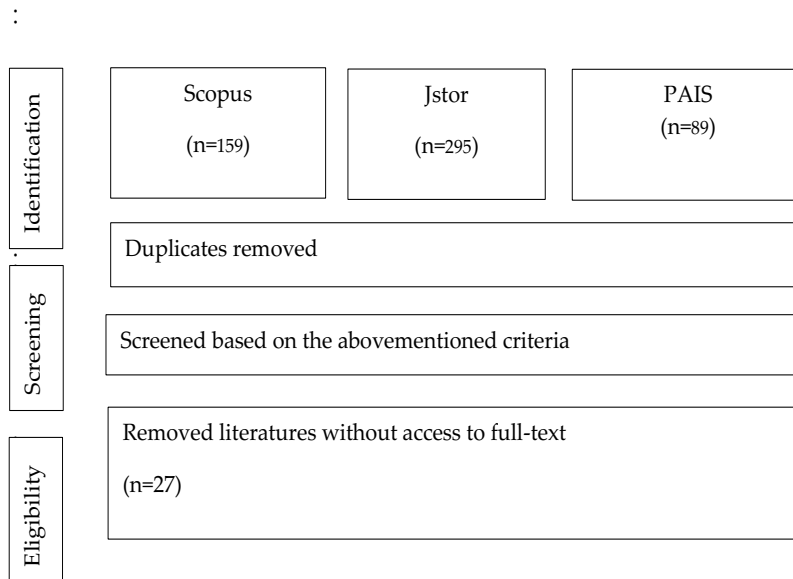 :
Identification
Scopus
(n=159)
Jstor
(n=295)
PAIS
(n=89)
Duplicates removed
:
Screening
Screened based on the abovementioned criteria
Eligibility
Removed literatures without access to full-text
(n=27)